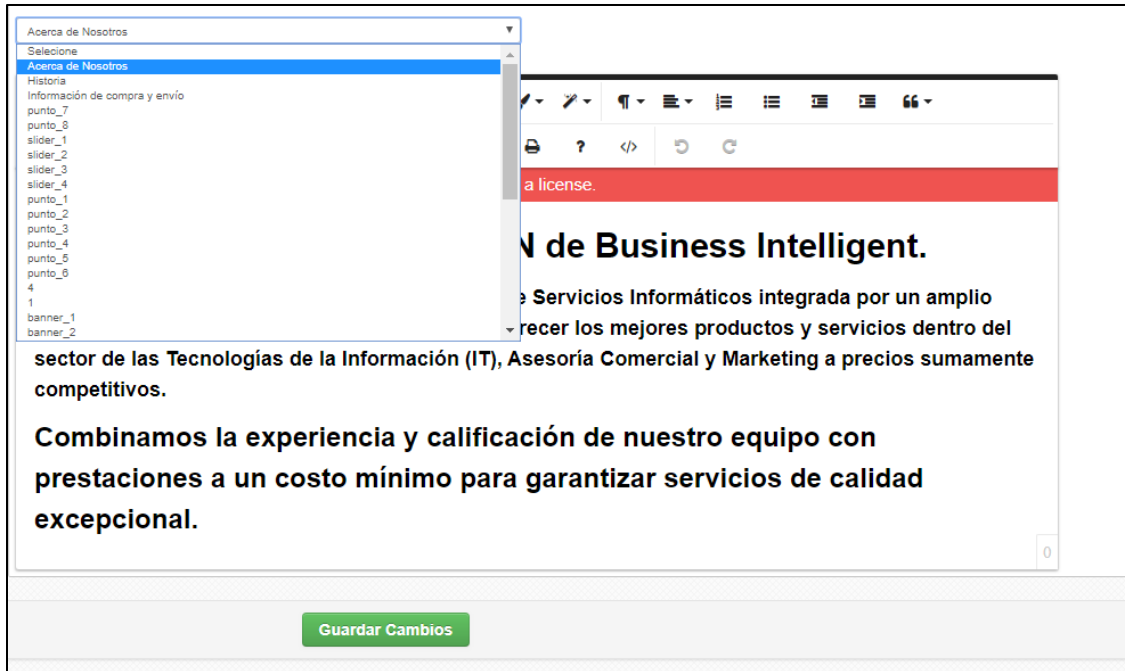 Acerca de Nosotros
Selecione
Acerca de Nosotros
Historia
Información de compra y envío
punto_7
punto_8
slider_1
slider_2
slider_3
slider_4
punto_1
punto_2
punto_3
punto_4
punto_5
punto_6
4
1
banner_1
banner_2
a license.
N de Business Intelligent.
e Servicios Informáticos integrada por un amplio
recer los mejores productos y servicios dentro del
sector de las Tecnologías de la Información (IT), Asesoría Comercial y Marketing a precios sumamente
competitivos.
Combinamos la experiencia y calificación de nuestro equipo con
prestaciones a un costo mínimo para garantizar servicios de calidad
excepcional.
0
Guardar Cambios